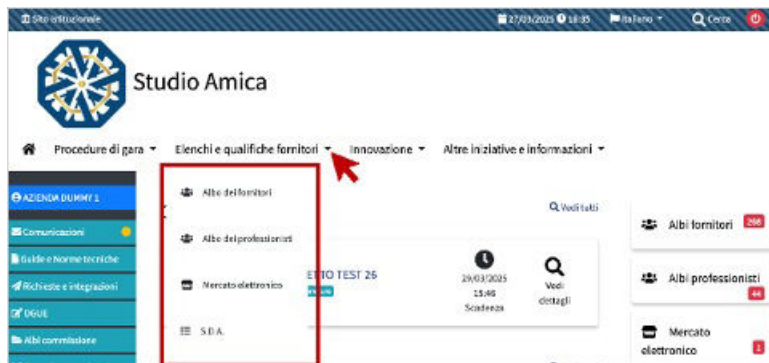 Sito istituzionale
27/03/2025 18:35
Italiano
Cerca
Studio Amica
Procedure di gara
Elenchi e qualifiche fornitori
Innovazione
Altre iniziative e informazioni
AZIENDA DUMMY 1
Comunicazioni
Guide e Norme tecniche
Richieste e integrazioni
DGUE
Albi commissione
Albo dei fornitori
Albo dei professionisti
Mercato elettronico
S.D.A.
Vedi tutti
ETTO TEST 26
29/03/2025
15:46
Scadenza
Vedi
dettagli
Albi fornitori 268
Albi professionisti
44
Mercato
elettronico 1